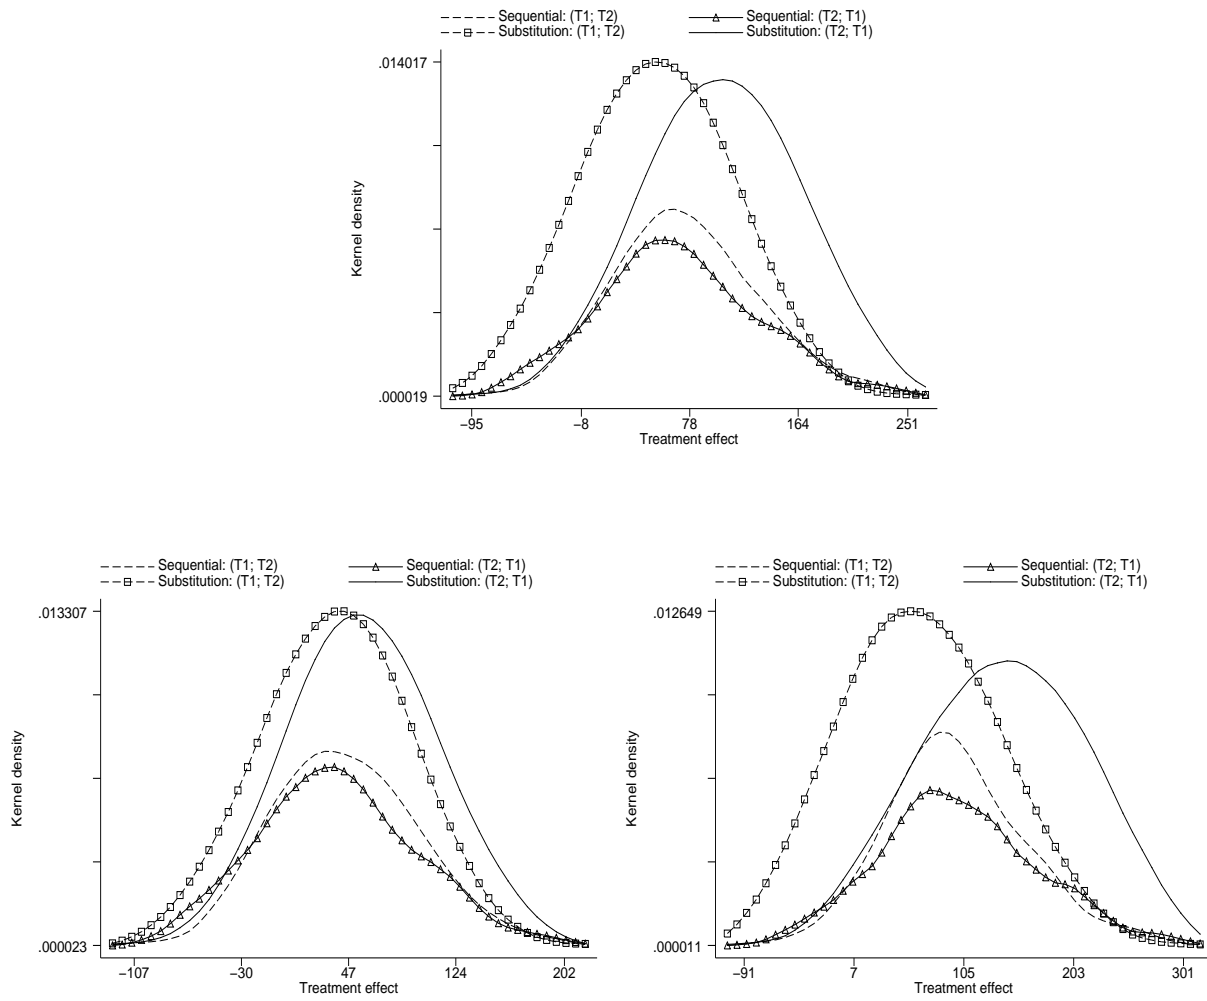 Sequential: (T1; T2) Sequential: (T2; T1)
Substitution: (T1; T2) Substitution: (T2; T1)
.014017
Kernel density
.000019
−95 −8 78 164 251
Treatment effect
Sequential: (T1; T2) Sequential: (T2; T1)
Substitution: (T1; T2) Substitution: (T2; T1)
.013307
Kernel density
.000023
−107 −30 47 124 202
Treatment effect
Sequential: (T1; T2) Sequential: (T2; T1)
Substitution: (T1; T2) Substitution: (T2; T1)
.012649
Kernel density
.000011
−91 7 105 203 301
Treatment effect